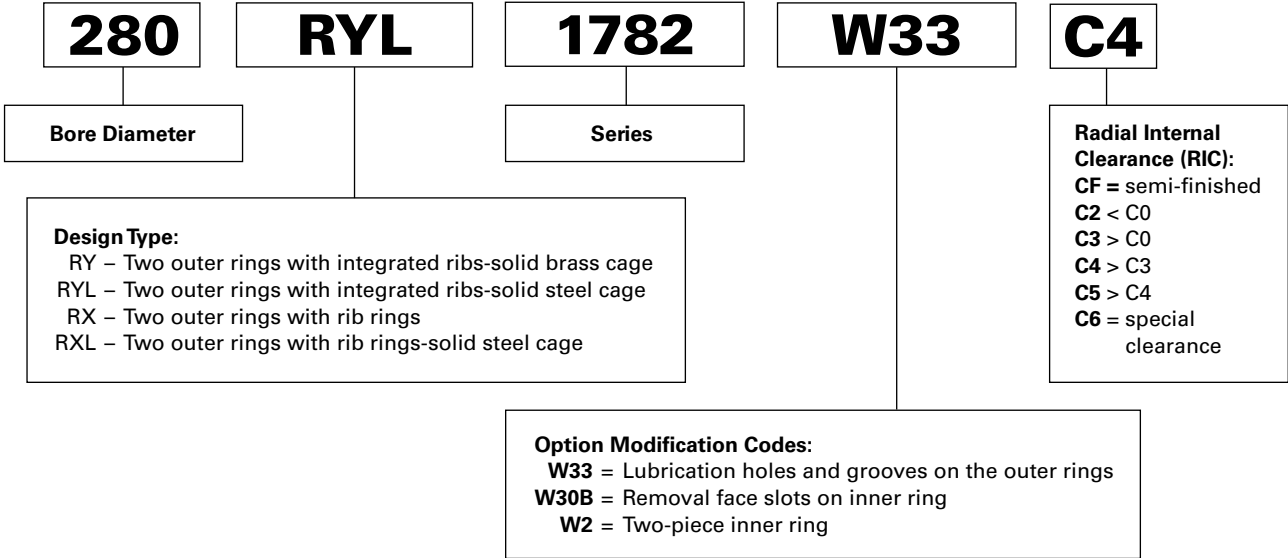 280 RYL 1782 W33 C4
Bore Diameter
Series
Radial Internal
Clearance (RIC):
CF = semi-finished
C2 < C0
C3 > C0
C4 > C3
C5 > C4
C6 = special
clearance
Design Type:
RY – Two outer rings with integrated ribs-solid brass cage
RYL – Two outer rings with integrated ribs-solid steel cage
RX – Two outer rings with rib rings
RXL – Two outer rings with rib rings-solid steel cage
Option Modification Codes:
W33 = Lubrication holes and grooves on the outer rings
W30B = Removal face slots on inner ring
W2 = Two-piece inner ring